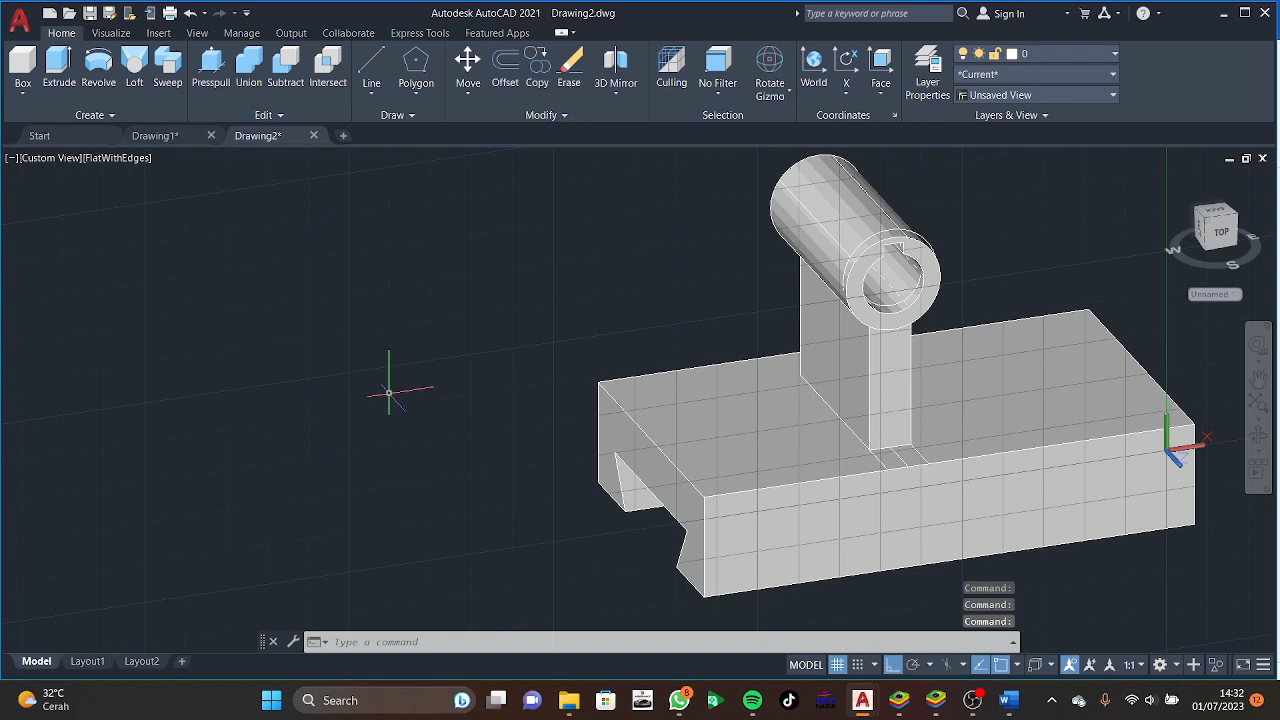 Autodesk AutoCAD 2021 Drawing2.dwg
Type a keyword or phrase
Sign In
Home Visualize Insert View Manage Output Collaborate Express Tools Featured Apps
Box Extrude Revolve Loft Sweep Presspull Union Subtract Intersect Line Polygon Move Offset Copy Erase 3D Mirror Culling No Filter Rotate Gizmo World X Face Layer Properties
0
*Current*
Unsaved View
Create Edit Draw Modify Selection Coordinates Layers & View
Start Drawing1* Drawing2*
[−][Custom View][FlatWithEdges]
TOP
W
S
Unnamed
X
Command:
Command:
Command:
Type a command
Model Layout1 Layout2
MODEL
1:1
32°C
Cerah
Search
8
14:32
01/07/2023
12